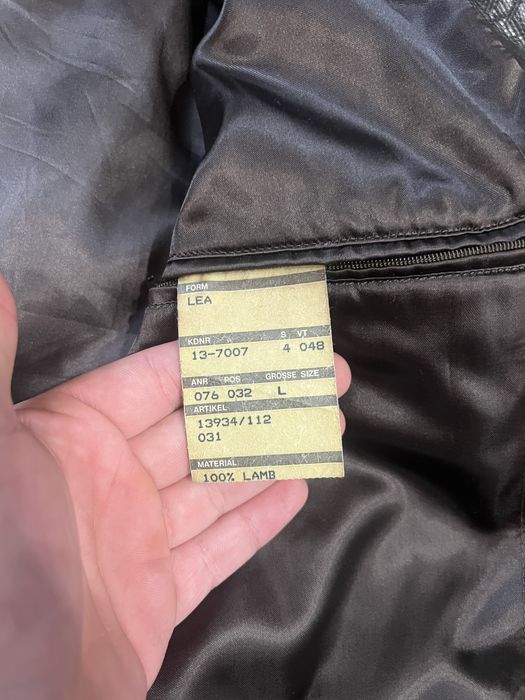 FORM
LEA
KDNR S VT
13-7007 4 048
ANR POS GRÖSSE SIZE
076 032 L
ARTIKEL
13934/112
031
MATERIAL
100% LAMB